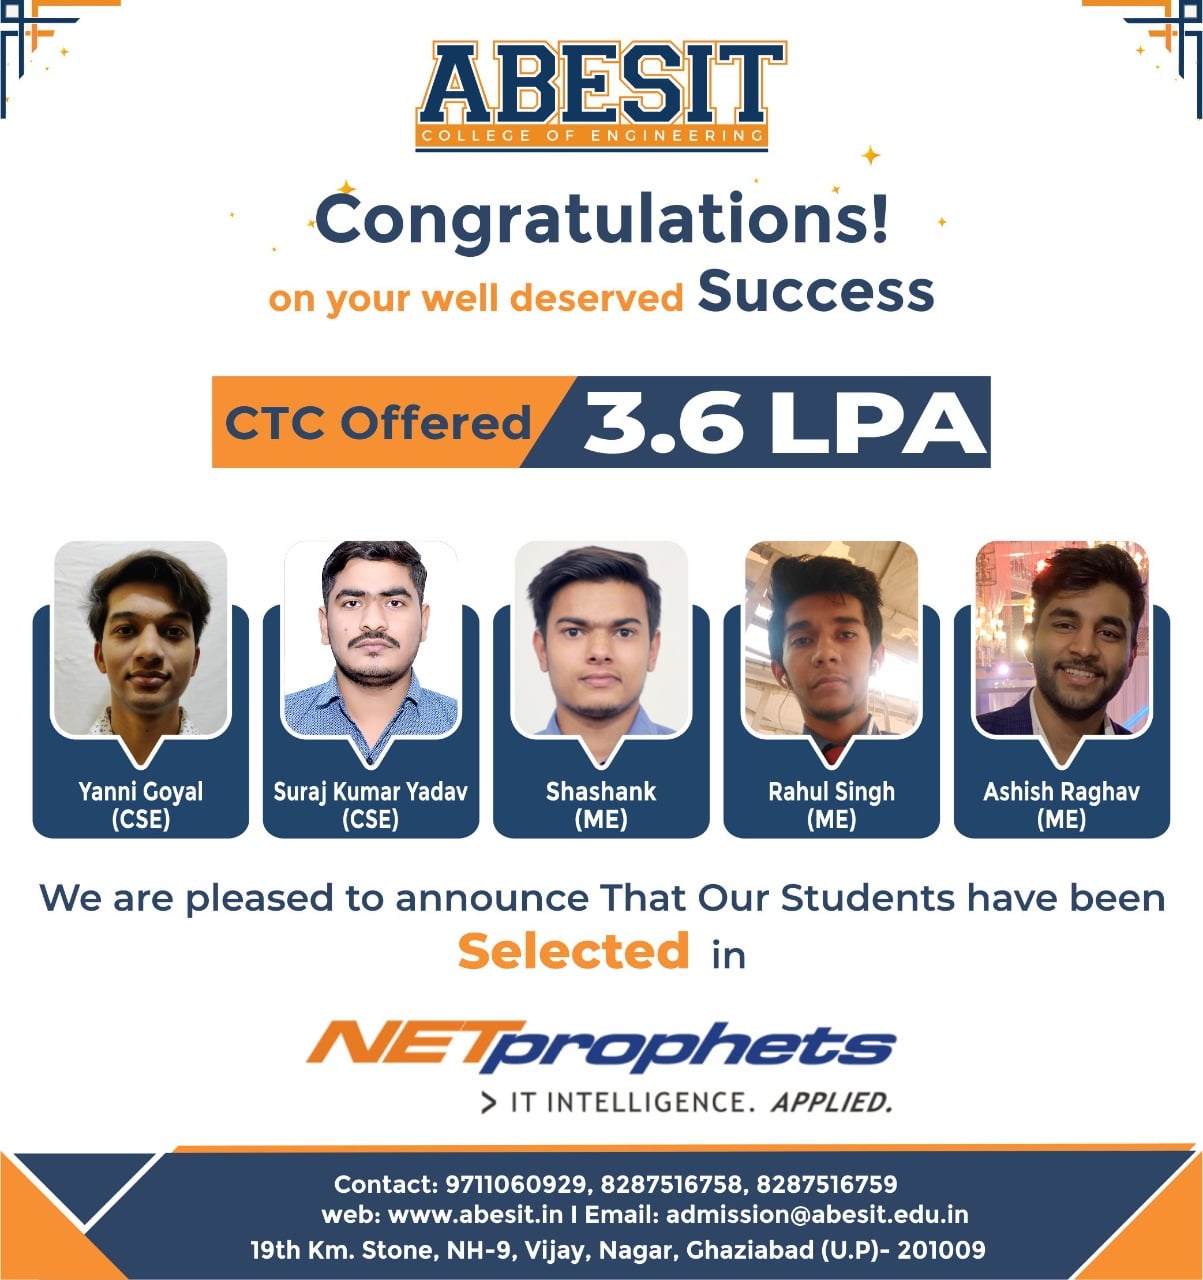 ABESIT
COLLEGE OF ENGINEERING
Congratulations!
on your well deserved Success
CTC Offered 3.6 LPA
Yanni Goyal
(CSE)
Suraj Kumar Yadav
(CSE)
Shashank
(ME)
Rahul Singh
(ME)
Ashish Raghav
(ME)
We are pleased to announce That Our Students have been
Selected in
NETprophets
> IT INTELLIGENCE. APPLIED.
Contact: 9711060929, 8287516758, 8287516759
web: www.abesit.in I Email: admission@abesit.edu.in
19th Km. Stone, NH-9, Vijay, Nagar, Ghaziabad (U.P)- 201009